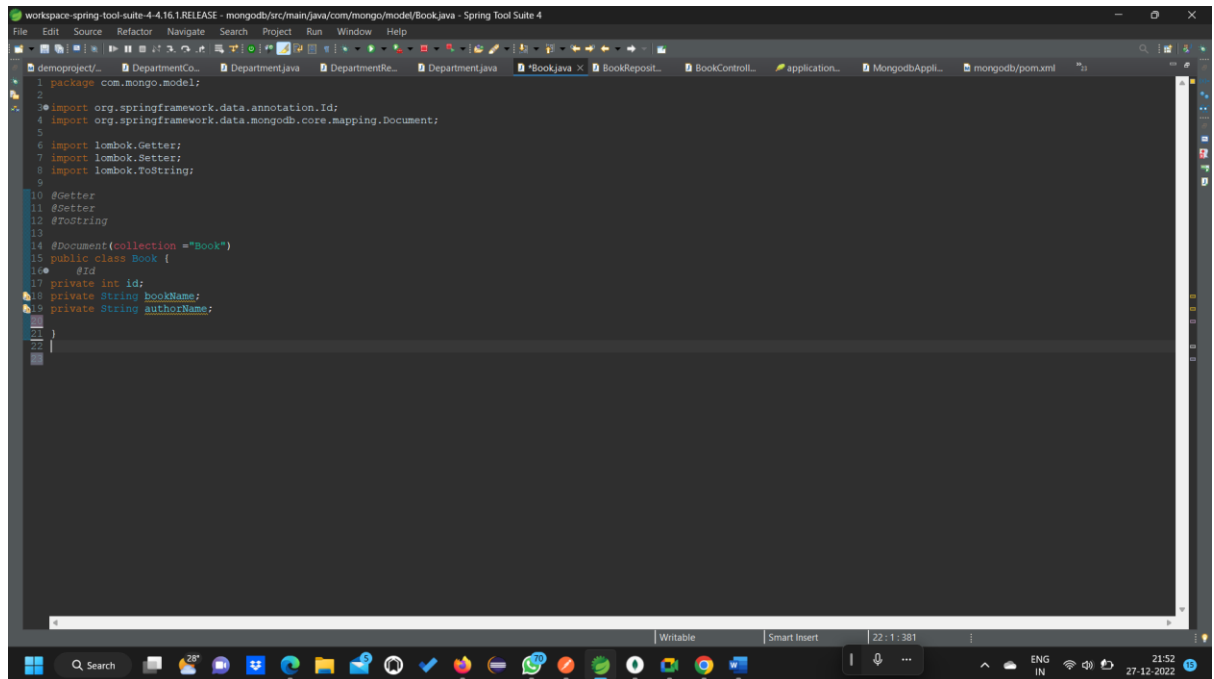 workspace-spring-tool-suite-4-4.16.1.RELEASE - mongodb/src/main/java/com/mongo/model/Book.java - Spring Tool Suite 4
File Edit Source Refactor Navigate Search Project Run Window Help
demoproject/... DepartmentCo... Department.java DepartmentRe... Department.java *Book.java BookReposit... BookControll... application... MongodbAppli... mongodb/pom.xml
1 package com.mongo.model;
2
3 import org.springframework.data.annotation.Id;
4 import org.springframework.data.mongodb.core.mapping.Document;
5
6 import lombok.Getter;
7 import lombok.Setter;
8 import lombok.ToString;
9
10 @Getter
11 @Setter
12 @ToString
13
14 @Document(collection ="Book")
15 public class Book {
16 @Id
17 private int id;
18 private String bookName;
19 private String authorName;
20
21 }
22
23
Writable Smart Insert 22 : 1 : 381
Search 28° 70 ENG IN 21:52 27-12-2022 15